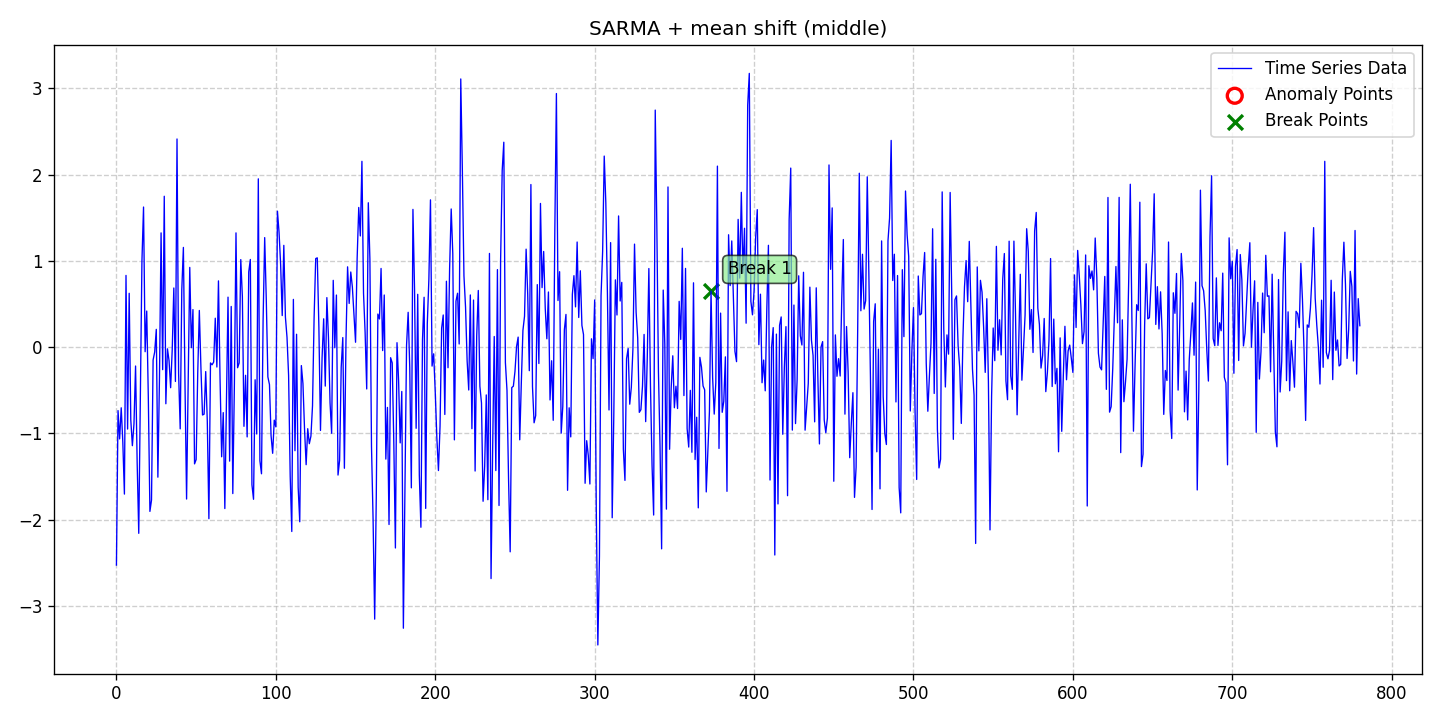 SARMA + mean shift (middle)
Time Series Data
Anomaly Points
Break Points
Break 1
3
2
1
0
−1
−2
−3
0 100 200 300 400 500 600 700 800